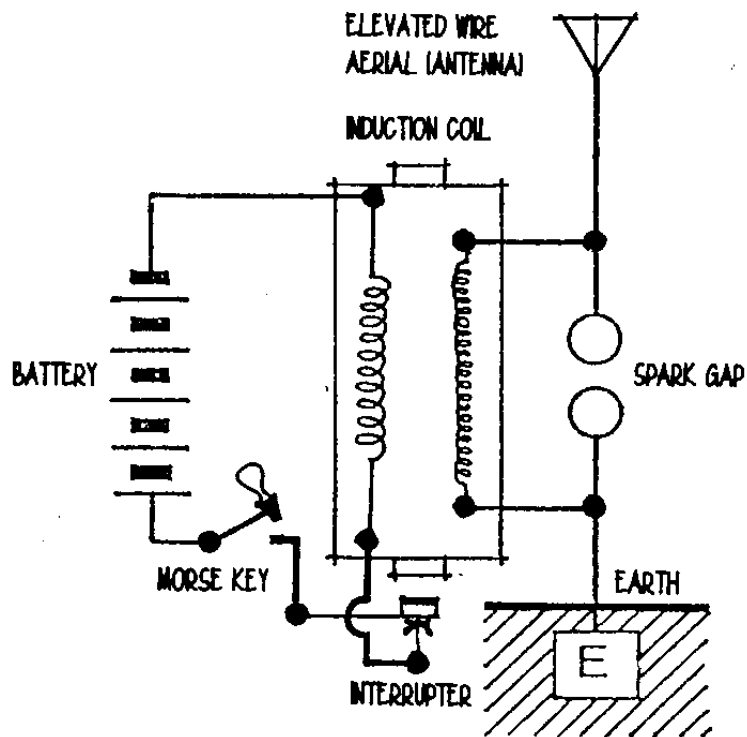 ELEVATED WIRE
AERIAL (ANTENNA)
INDUCTION COIL
BATTERY
SPARK GAP
MORSE KEY
EARTH
E
INTERRUPTER